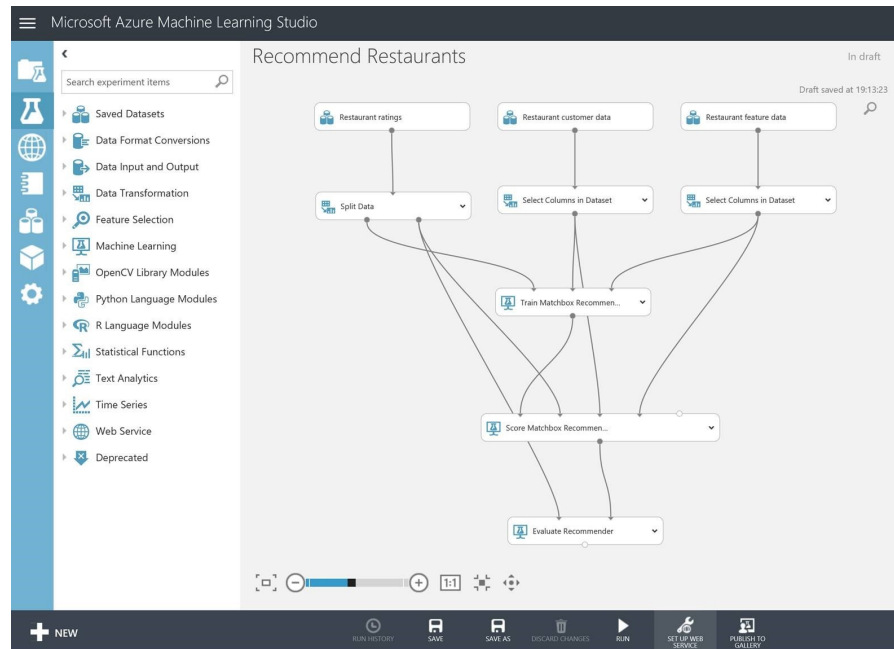 Microsoft Azure Machine Learning Studio
Search experiment items
Saved Datasets
Data Format Conversions
Data Input and Output
Data Transformation
Feature Selection
Machine Learning
OpenCV Library Modules
Python Language Modules
R Language Modules
Statistical Functions
Text Analytics
Time Series
Web Service
Deprecated
Recommend Restaurants
In draft
Draft saved at 19:13:23
Restaurant ratings
Restaurant customer data
Restaurant feature data
Split Data
Select Columns in Dataset
Select Columns in Dataset
Train Matchbox Recommen...
Score Matchbox Recommen...
Evaluate Recommender
1:1
NEW
RUN HISTORY
SAVE
SAVE AS
DISCARD CHANGES
RUN
SET UP WEB
SERVICE
PUBLISH TO
GALLERY